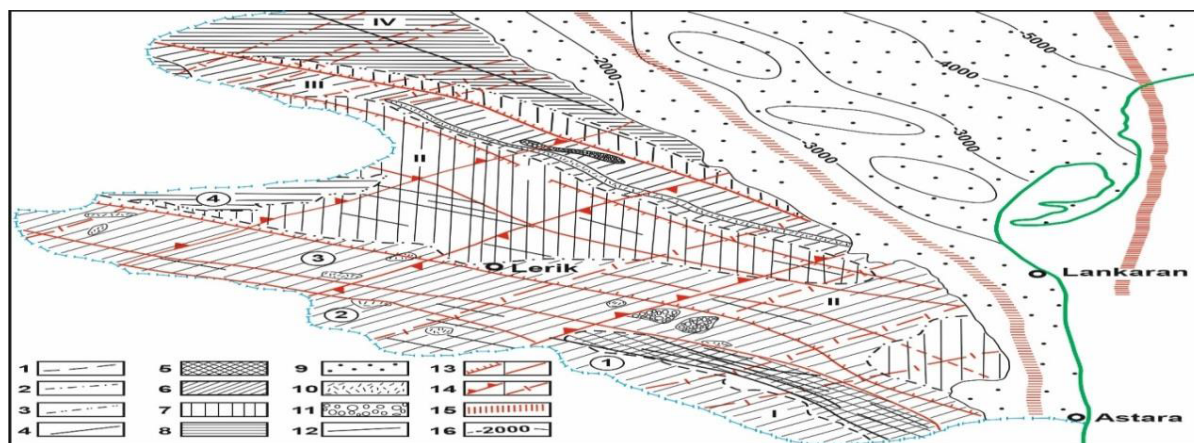 IV
-5000
-2000
-4000
III
-3000
-3000
II
4
3
Lerik
Lankaran
II
2
1
I
Astara
1 5 9 13
2 6 10 14
3 7 11 15
4 8 12 16 -2000